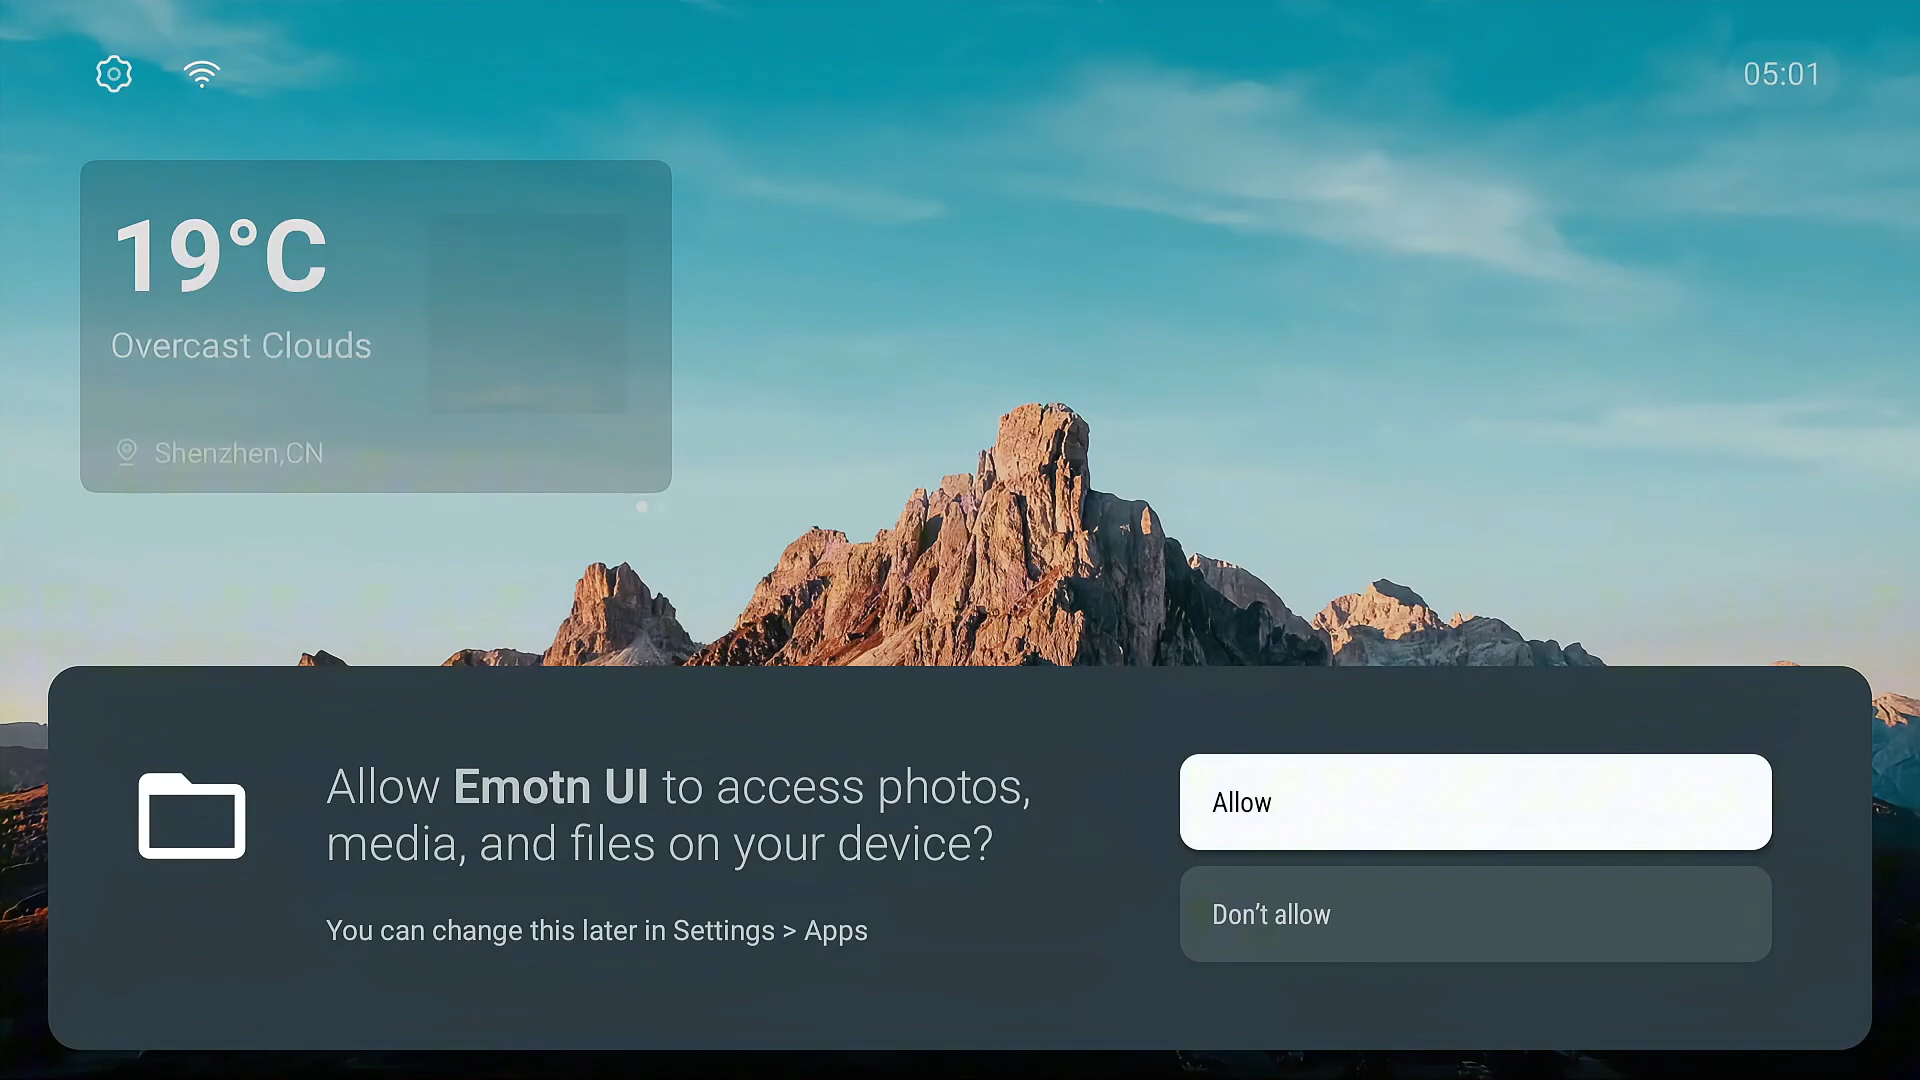 05:01
19°C
Overcast Clouds
Shenzhen,CN
Allow Emotn UI to access photos,
media, and files on your device?
You can change this later in Settings > Apps
Allow
Don’t allow